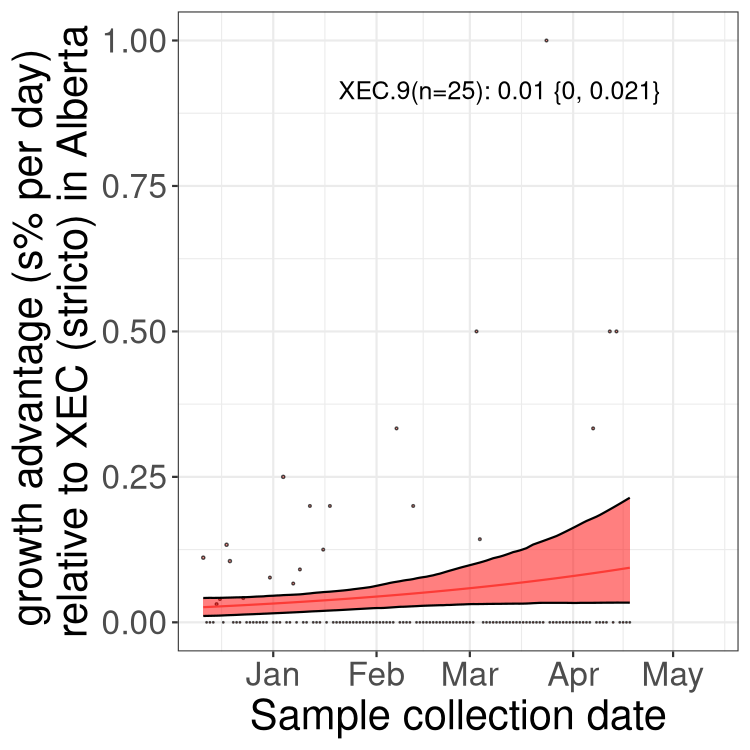 growth advantage (s% per day)
relative to XEC (stricto) in Alberta
1.00
0.75
0.50
0.25
0.00
XEC.9(n=25): 0.01 {0, 0.021}
Jan Feb Mar Apr May
Sample collection date